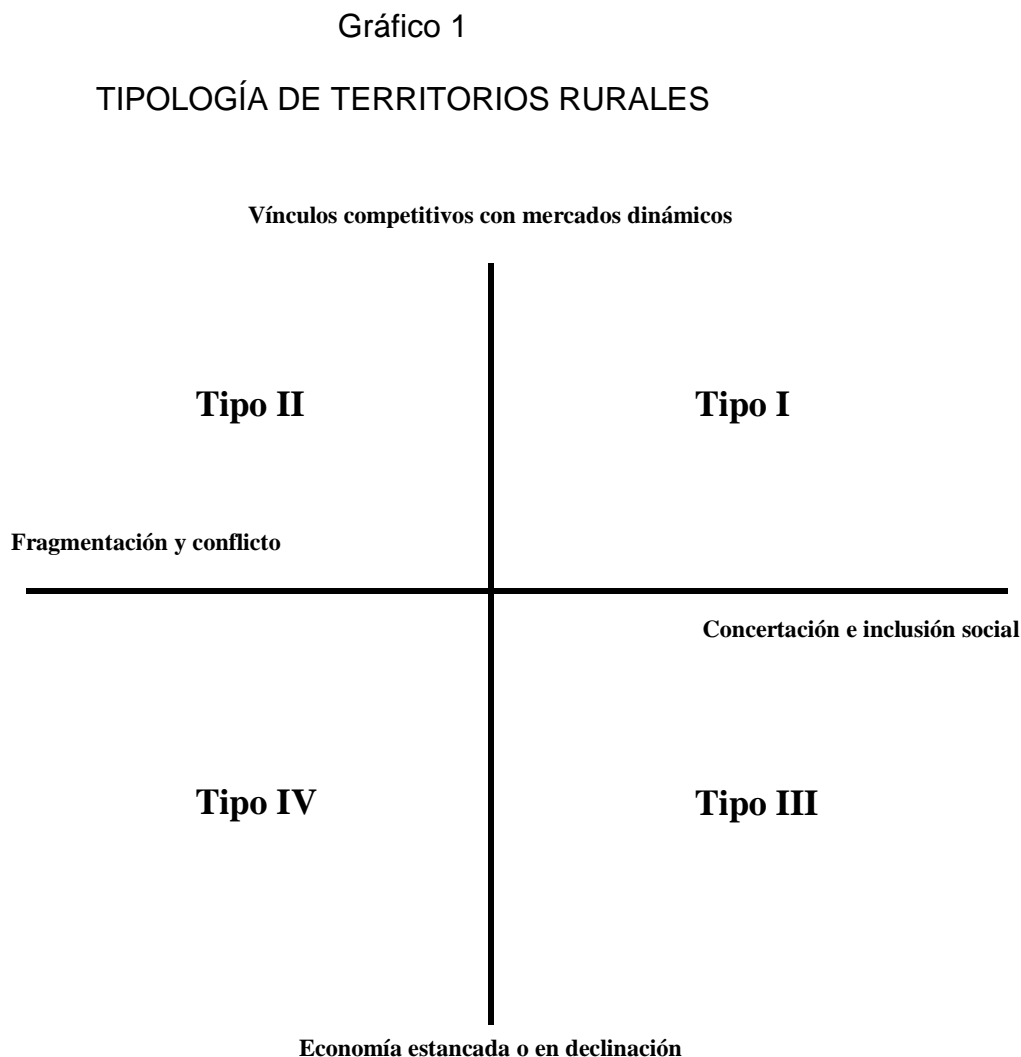 Gráfico 1
TIPOLOGÍA DE TERRITORIOS RURALES
Vínculos competitivos con mercados dinámicos
Tipo II
Tipo I
Fragmentación y conflicto
Concertación e inclusión social
Tipo IV
Tipo III
Economía estancada o en declinación